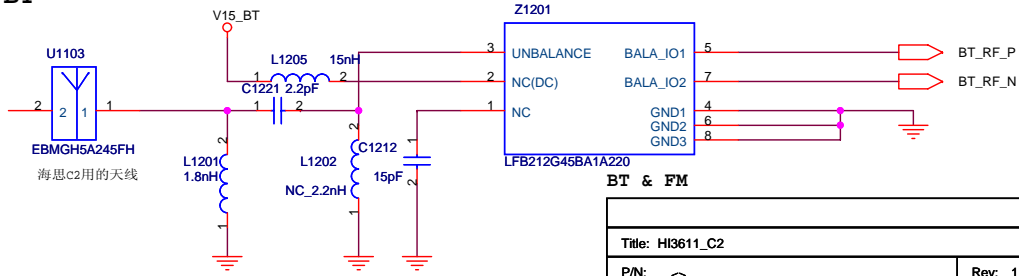 Z1201
V15_BT
U1103
L1205
15nH
3
UNBALANCE
BALA_IO1
5
BT_RF_P
1
2
2
NC(DC)
BALA_IO2
7
BT_RF_N
C1221
2.2pF
2
2
1
1
1
2
1
NC
GND1
4
GND2
6
GND3
8
EBMGH5A245FH
LFB212G45BA1A220
海思C2用的天线
2
L1201
1.8nH
1
2
L1202
NC_2.2nH
1
C1212
1
15pF
2
BT & FM
Title: HI3611_C2
P/N:
Rev: 1